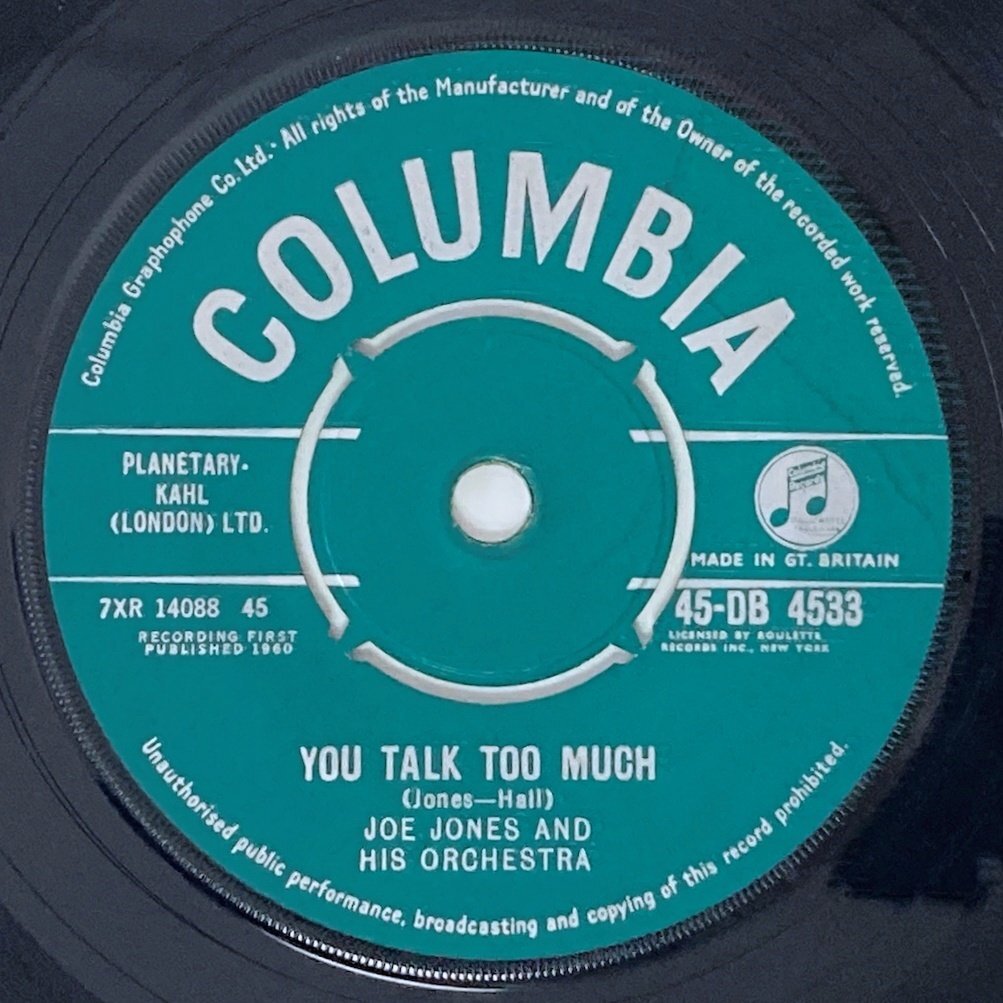 Columbia Graphophone Co. Ltd. · All rights of the Manufacturer and of the Owner of the recorded work reserved.
COLUMBIA
PLANETARY-
KAHL
(LONDON) LTD.
MADE IN GT. BRITAIN
7XR 14088 45
RECORDING FIRST
PUBLISHED 1960
45-DB 4533
LICENSED BY ROULETTE
RECORDS INC., NEW YORK
YOU TALK TOO MUCH
(Jones—Hall)
JOE JONES AND
HIS ORCHESTRA
Unauthorised public performance, broadcasting and copying of this record prohibited.